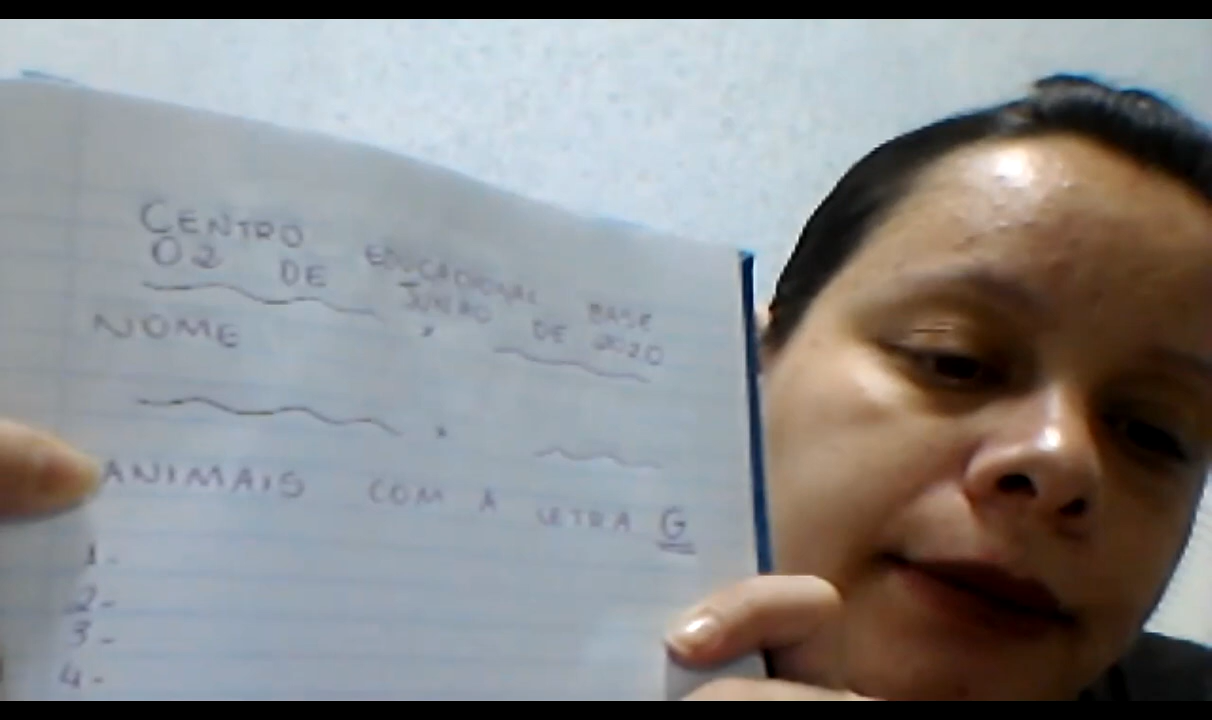 CENTRO EDUCACIONAL BASE
02 DE JUNHO DE 2020
NOME
ANIMAIS COM A LETRA G
1-
2-
3-
4-